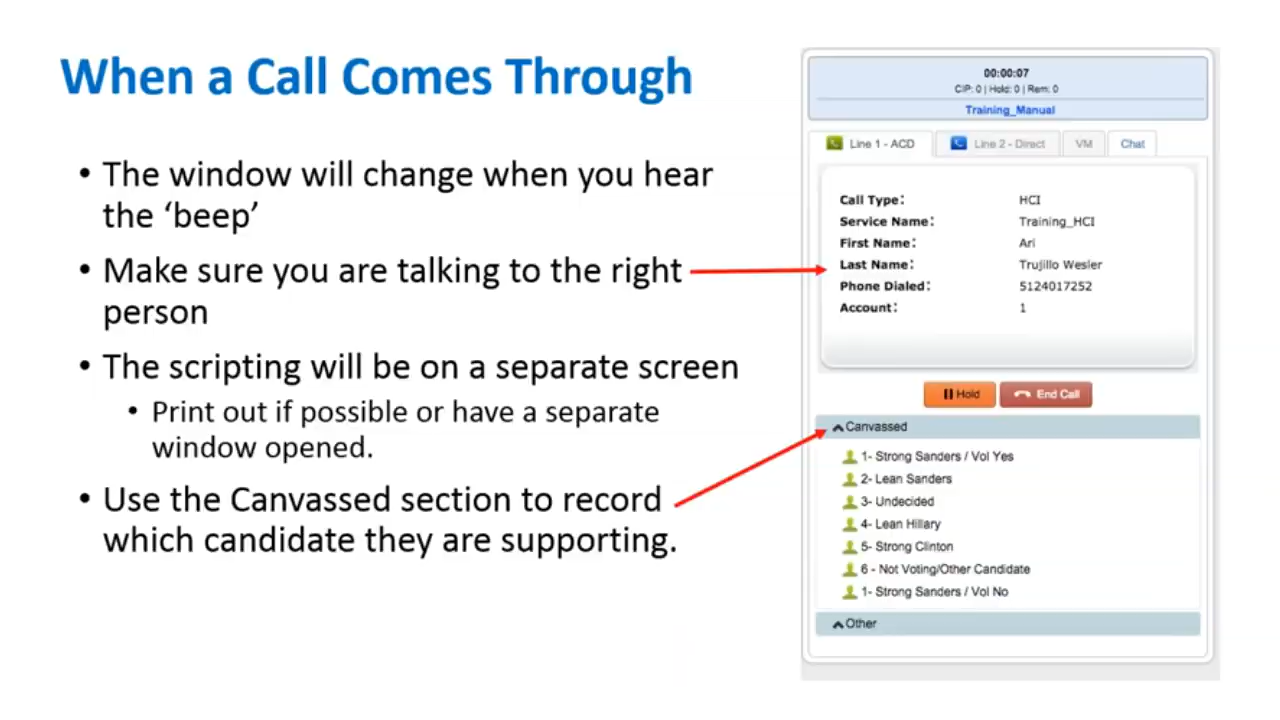 When a Call Comes Through
• The window will change when you hear
the ‘beep’
• Make sure you are talking to the right
person
• The scripting will be on a separate screen
• Print out if possible or have a separate
window opened.
• Use the Canvassed section to record
which candidate they are supporting.
00:00:07
CIP: 0 | Hold: 0 | Rem: 0
Training_Manual
Line 1 - ACD Line 2 - Direct VM Chat
Call Type: HCI
Service Name: Training_HCI
First Name: Ari
Last Name: Trujillo Wesler
Phone Dialed: 5124017252
Account: 1
Hold End Call
Canvassed
1- Strong Sanders / Vol Yes
2- Lean Sanders
3- Undecided
4- Lean Hillary
5- Strong Clinton
6 - Not Voting/Other Candidate
1- Strong Sanders / Vol No
Other